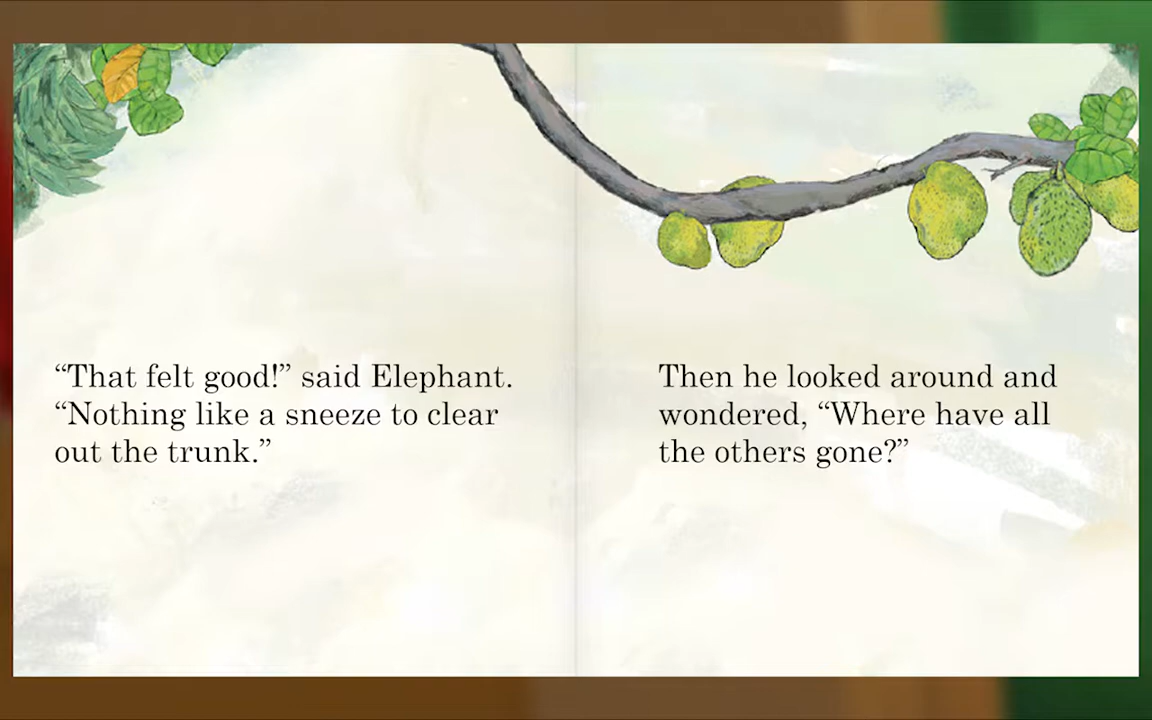 “That felt good!” said Elephant.
“Nothing like a sneeze to clear
out the trunk.”
Then he looked around and
wondered, “Where have all
the others gone?”